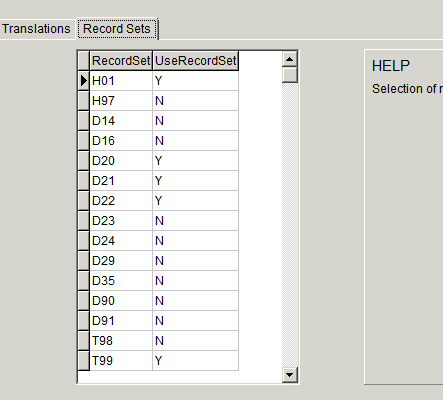 Translations Record Sets
RecordSet UseRecordSet
H01 Y
H97 N
D14 N
D16 N
D20 Y
D21 Y
D22 Y
D23 N
D24 N
D29 N
D35 N
D90 N
D91 N
T98 N
T99 Y
HELP
Selection of